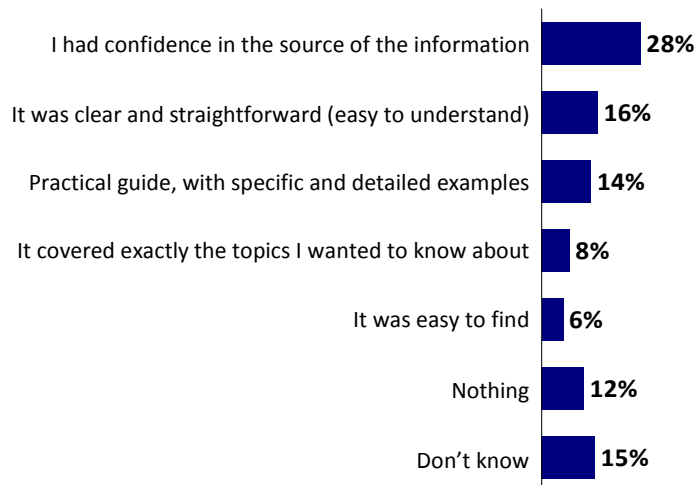 I had confidence in the source of the information 28%
It was clear and straightforward (easy to understand) 16%
Practical guide, with specific and detailed examples 14%
It covered exactly the topics I wanted to know about 8%
It was easy to find 6%
Nothing 12%
Don’t know 15%